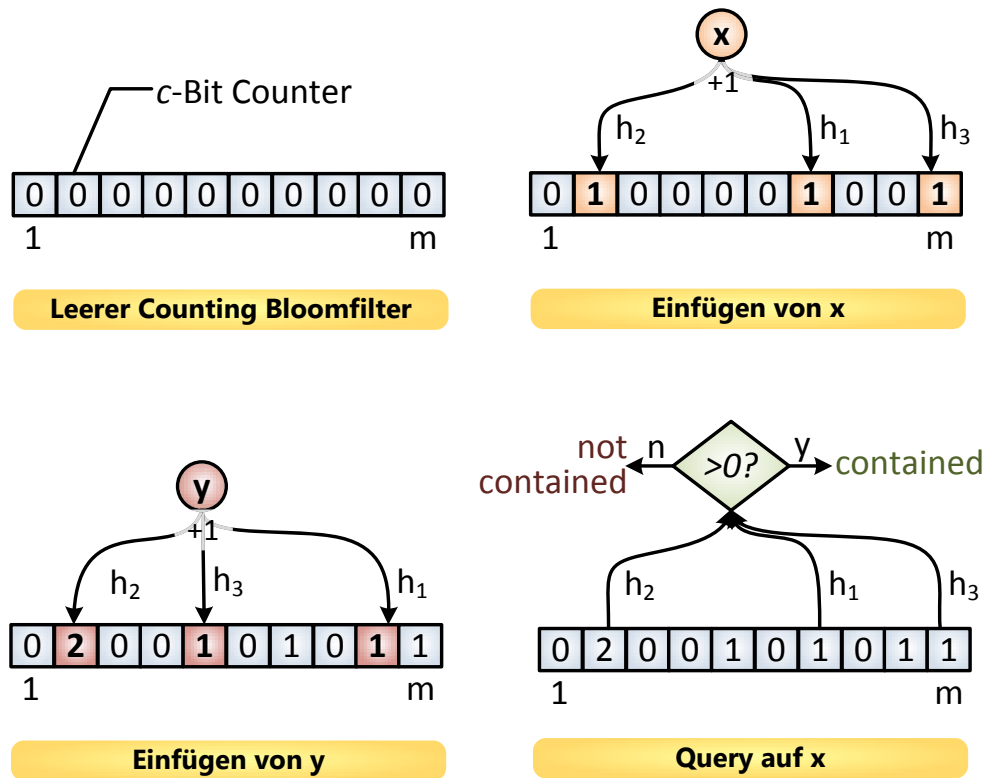 c-Bit Counter
0 0 0 0 0 0 0 0 0 0
1 m
Leerer Counting Bloomfilter
x
+1
h2 h1 h3
0 1 0 0 0 0 1 0 0 1
1 m
Einfügen von x
y
+1
h2 h3 h1
0 2 0 0 1 0 1 0 1 1
1 m
Einfügen von y
not contained
n
>0?
y
contained
h2 h1 h3
0 2 0 0 1 0 1 0 1 1
1 m
Query auf x